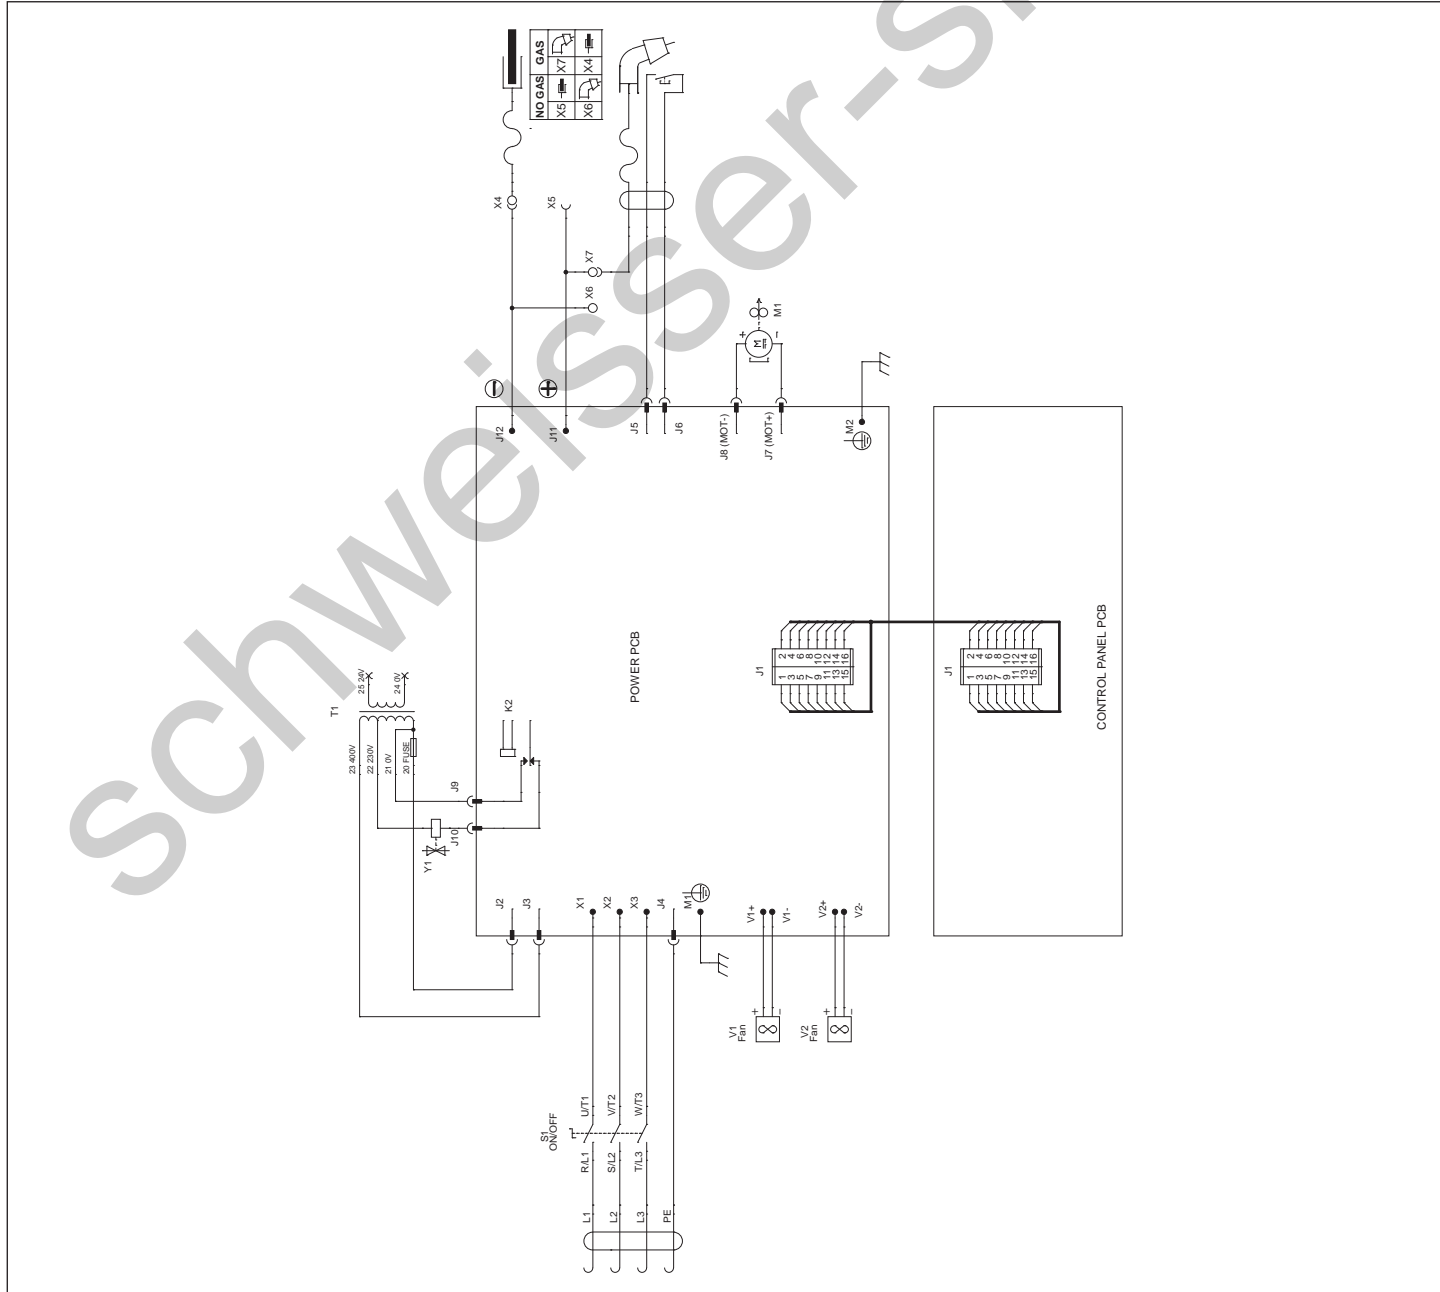 schweisser-s
NO GAS GAS
X5 X7
X6 X4
X4
X5
X7
X6
M
+
-
M1
J12
J11
J5
J6
J8 (MOT-)
J7 (MOT+)
M2
T1
25 24V
24 0V
23 400V
22 230V
21 0V
20 FUSE
K2
J9
J10
Y1
POWER PCB
J1
1 2
3 4
5 6
7 8
9 10
11 12
13 14
15 16
J1
1 2
3 4
5 6
7 8
9 10
11 12
13 14
15 16
CONTROL PANEL PCB
J2
J3
X1
X2
X3
J4
M1
V1+
V1-
V2+
V2-
V1
Fan
+
-
V2
Fan
+
-
S1
ON/OFF
U/T1
V/T2
W/T3
R/L1
S/L2
T/L3
L1
L2
L3
PE